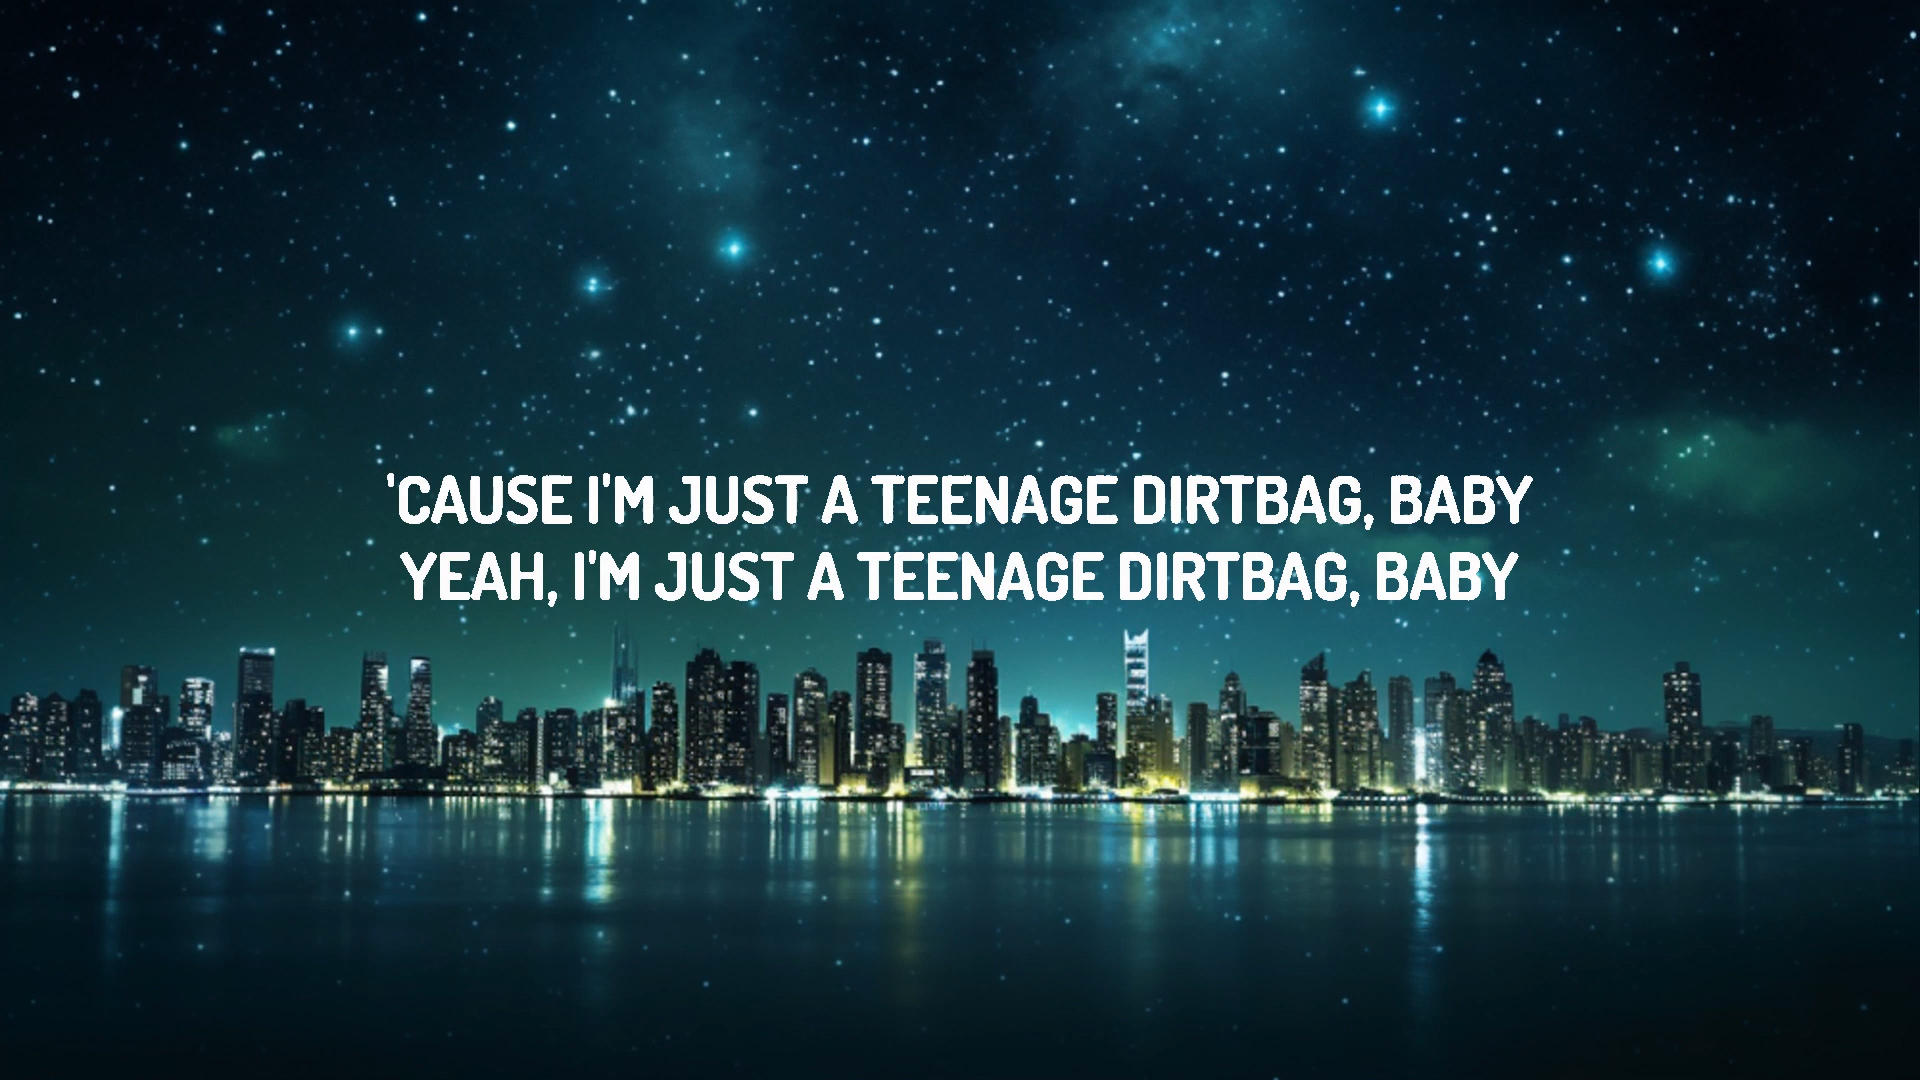 'CAUSE I'M JUST A TEENAGE DIRTBAG, BABY
YEAH, I'M JUST A TEENAGE DIRTBAG, BABY